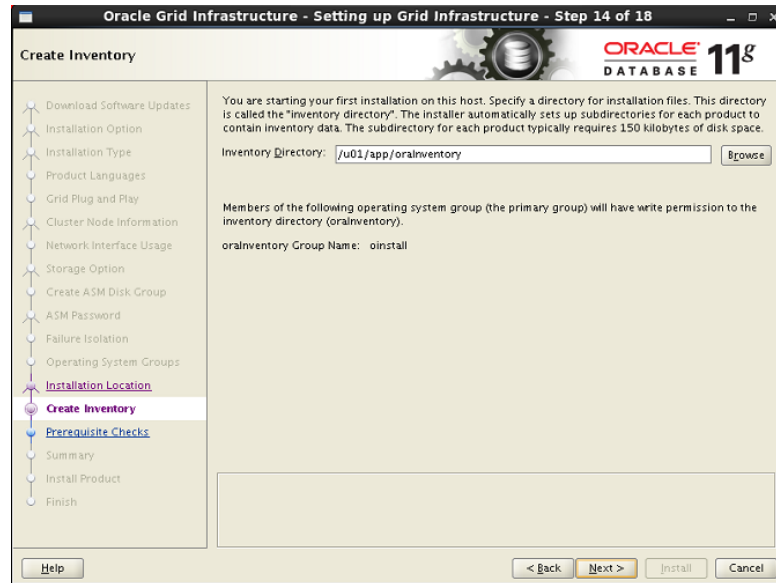 Oracle Grid Infrastructure - Setting up Grid Infrastructure - Step 14 of 18
Create Inventory
ORACLE
DATABASE
11g
Download Software Updates
Installation Option
Installation Type
Product Languages
Grid Plug and Play
Cluster Node Information
Network Interface Usage
Storage Option
Create ASM Disk Group
ASM Password
Failure Isolation
Operating System Groups
Installation Location
Create Inventory
Prerequisite Checks
Summary
Install Product
Finish
You are starting your first installation on this host. Specify a directory for installation files. This directory
is called the "inventory directory". The installer automatically sets up subdirectories for each product to
contain inventory data. The subdirectory for each product typically requires 150 kilobytes of disk space.
Inventory Directory: /u01/app/oraInventory
Browse
Members of the following operating system group (the primary group) will have write permission to the
inventory directory (oraInventory).
oraInventory Group Name: oinstall
Help
< Back Next > Install Cancel